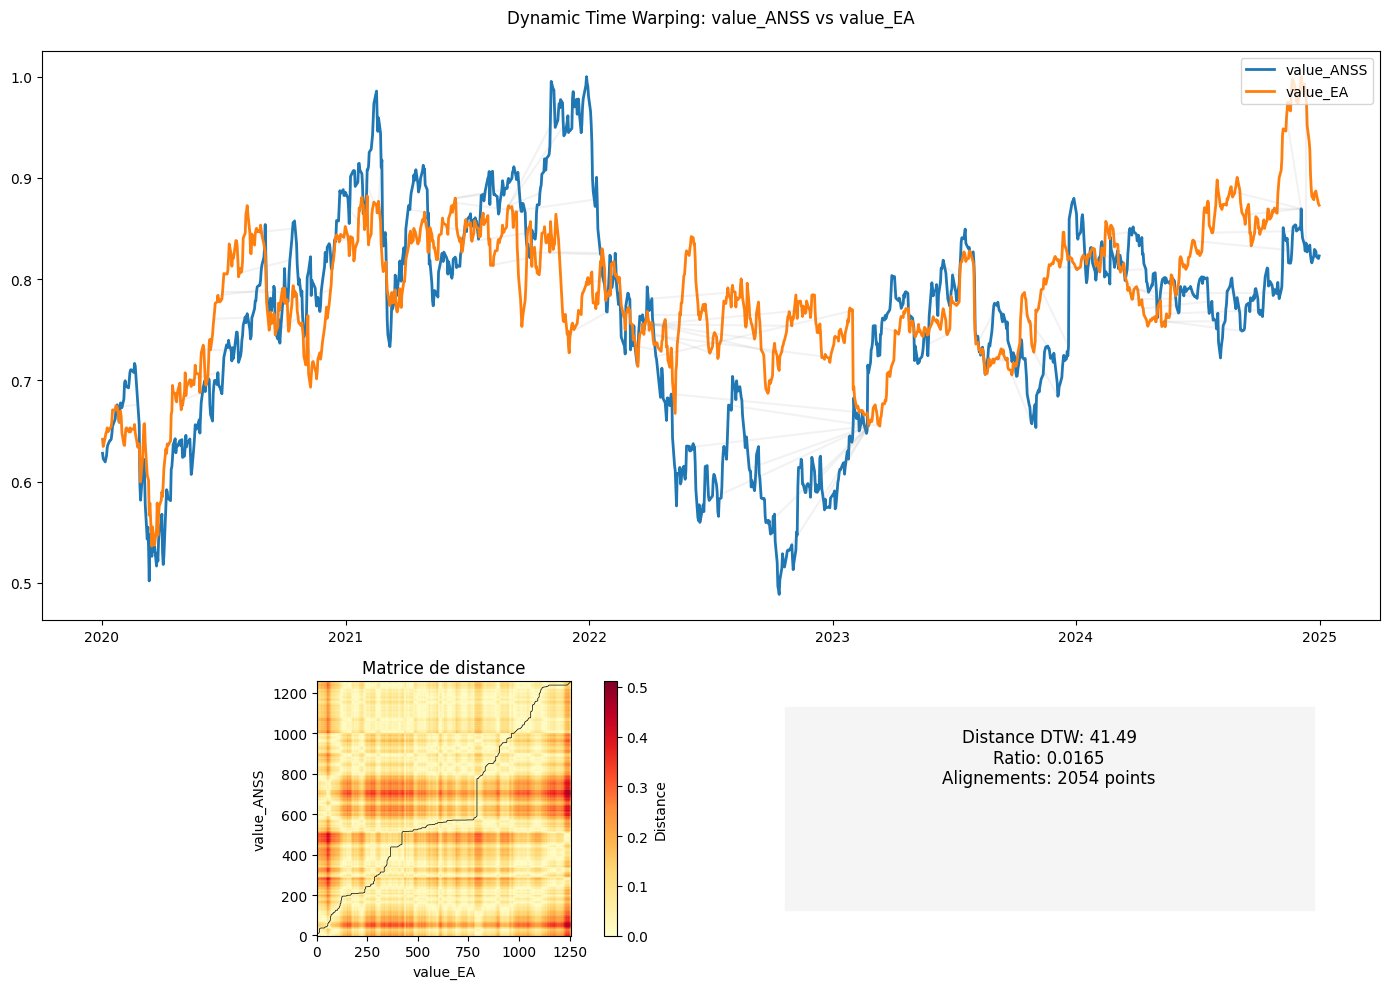 Dynamic Time Warping: value_ANSS vs value_EA
value_ANSS
value_EA
1.0
0.9
0.8
0.7
0.6
0.5
2020 2021 2022 2023 2024 2025
Matrice de distance
1200
1000
800
600
400
200
0
value_ANSS
0 250 500 750 1000 1250
value_EA
0.5
0.4
0.3
0.2
0.1
0.0
Distance
Distance DTW: 41.49
Ratio: 0.0165
Alignements: 2054 points